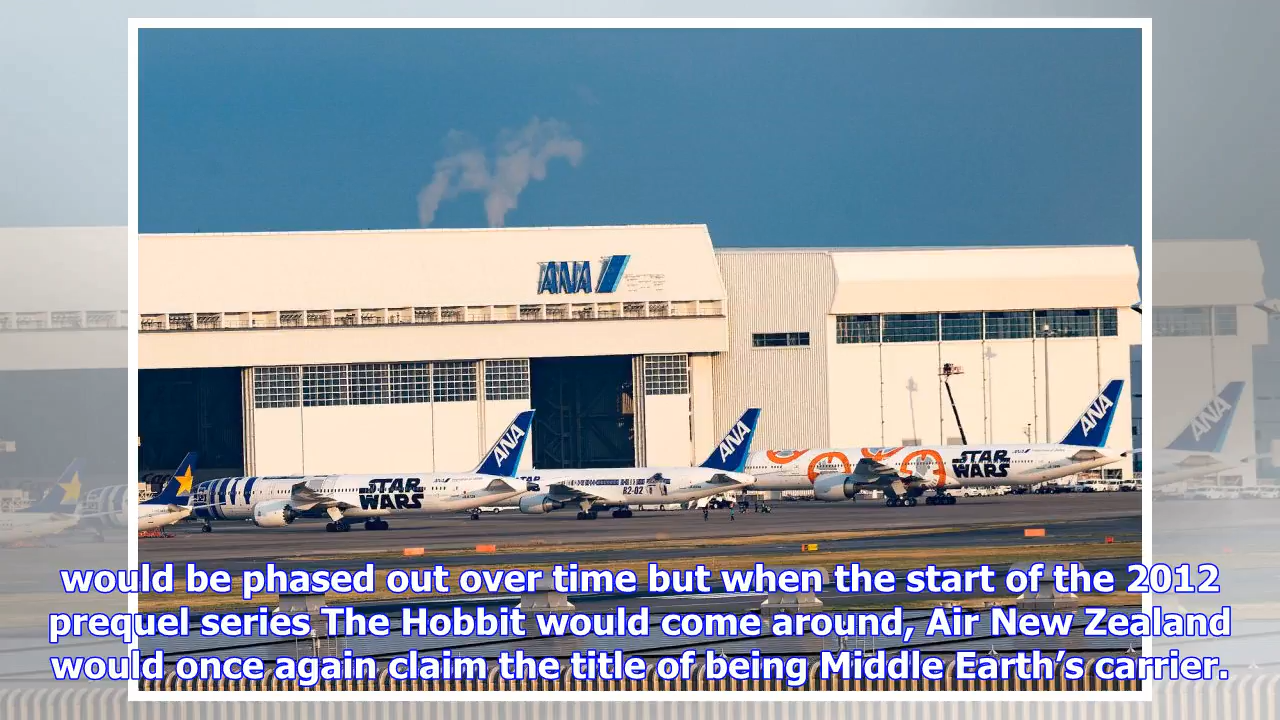 ANA
ANA
ANA
ANA
STAR
WARS
R2-D2
STAR
WARS
ANA
would be phased out over time but when the start of the 2012
prequel series The Hobbit would come around, Air New Zealand
would once again claim the title of being Middle Earth’s carrier.